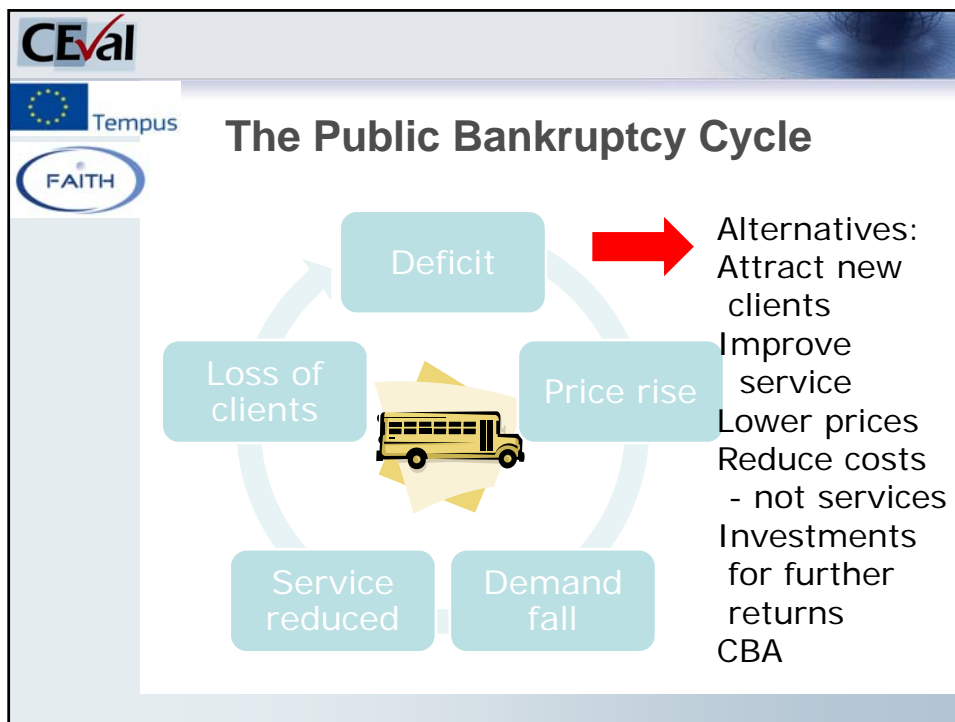 CEval
Tempus
FAITH
The Public Bankruptcy Cycle
Deficit
Price rise
Demand
fall
Service
reduced
Loss of
clients
Alternatives:
Attract new
clients
Improve
service
Lower prices
Reduce costs
- not services
Investments
for further
returns
CBA